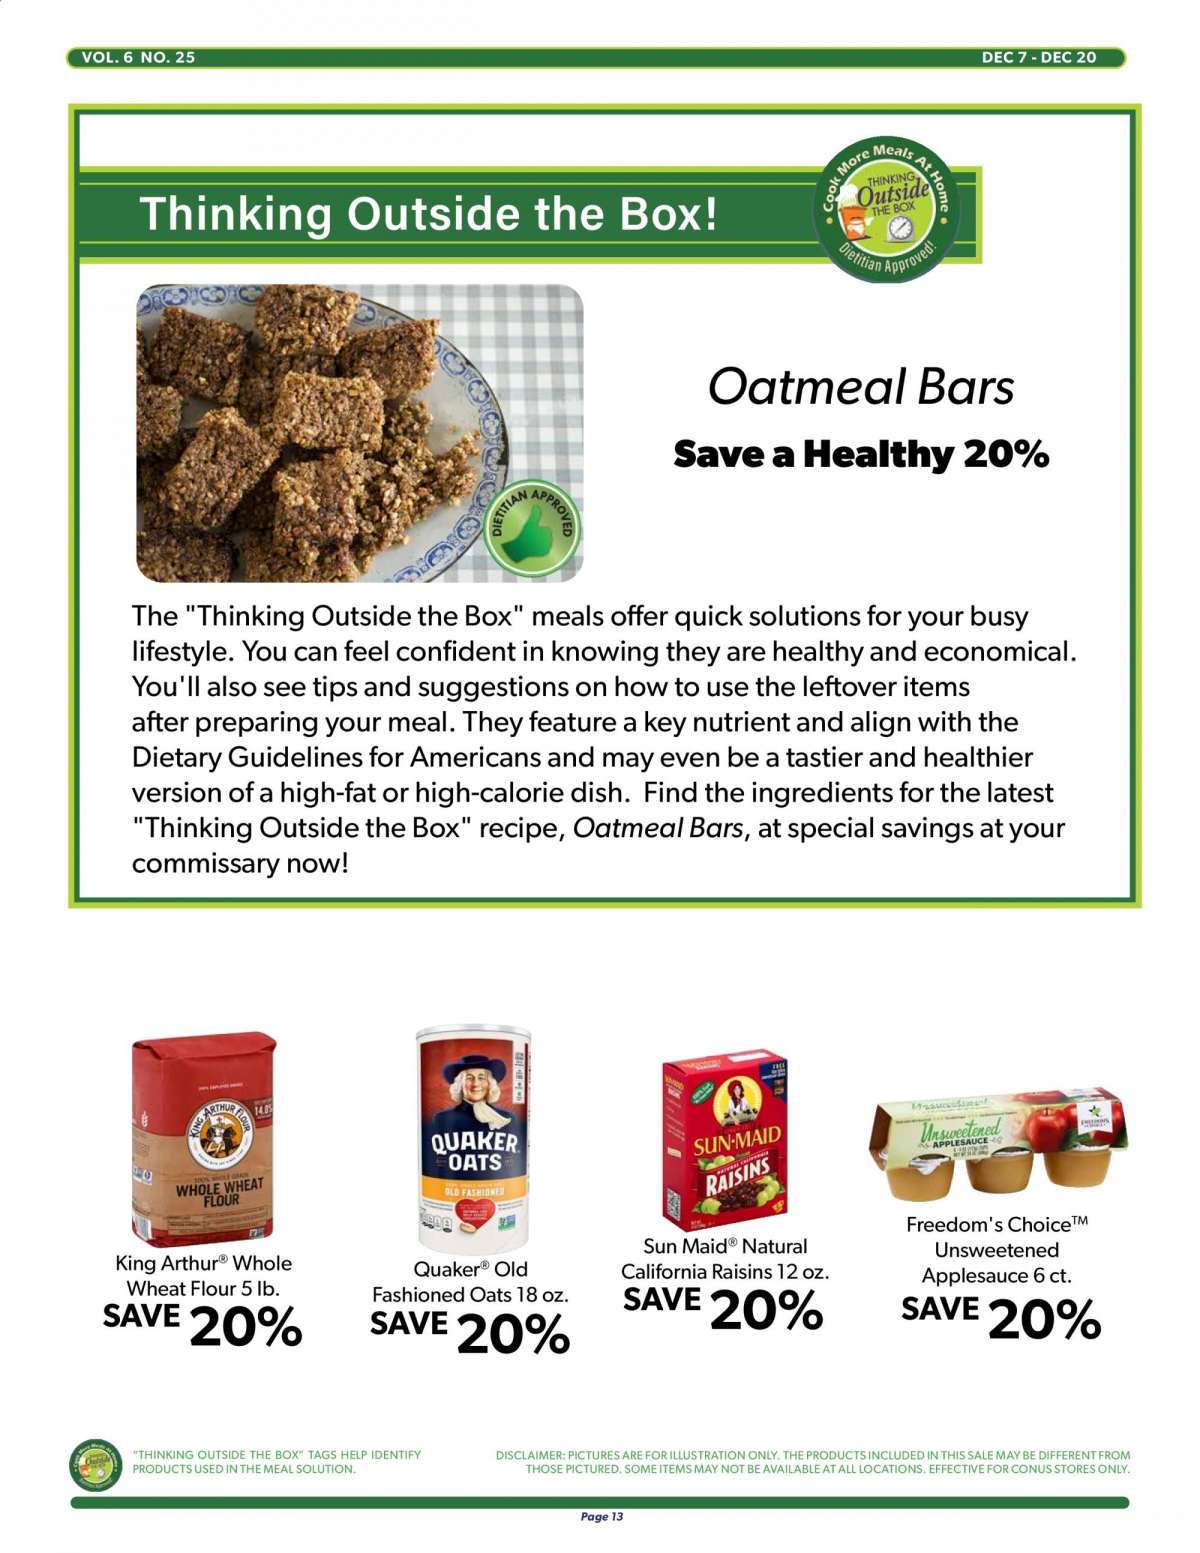 VOL. 6 NO. 25
DEC 7 - DEC 20
Thinking Outside the Box!
Cook More Meals At Home
THINKING
Outside
THE BOX
Dietitian Approved!
DIETITIAN APPROVED
Oatmeal Bars
Save a Healthy 20%
The "Thinking Outside the Box" meals offer quick solutions for your busy
lifestyle. You can feel confident in knowing they are healthy and economical.
You'll also see tips and suggestions on how to use the leftover items
after preparing your meal. They feature a key nutrient and align with the
Dietary Guidelines for Americans and may even be a tastier and healthier
version of a high-fat or high-calorie dish. Find the ingredients for the latest
"Thinking Outside the Box" recipe, Oatmeal Bars, at special savings at your
commissary now!
KING ARTHUR FLOUR
100% WHOLE GRAIN
WHOLE WHEAT
FLOUR
QUAKER
OATS
OLD FASHIONED
SUN-MAID
NATURAL CALIFORNIA
RAISINS
Unsweetened
APPLESAUCE
FREEDOM'S
CHOICE
King Arthur® Whole
Wheat Flour 5 lb.
SAVE 20%
Quaker® Old
Fashioned Oats 18 oz.
SAVE 20%
Sun Maid® Natural
California Raisins 12 oz.
SAVE 20%
Freedom's Choice™
Unsweetened
Applesauce 6 ct.
SAVE 20%
"THINKING OUTSIDE THE BOX" TAGS HELP IDENTIFY
PRODUCTS USED IN THE MEAL SOLUTION.
DISCLAIMER: PICTURES ARE FOR ILLUSTRATION ONLY. THE PRODUCTS INCLUDED IN THIS SALE MAY BE DIFFERENT FROM
THOSE PICTURED. SOME ITEMS MAY NOT BE AVAILABLE AT ALL LOCATIONS. EFFECTIVE FOR CONUS STORES ONLY.
Page 13